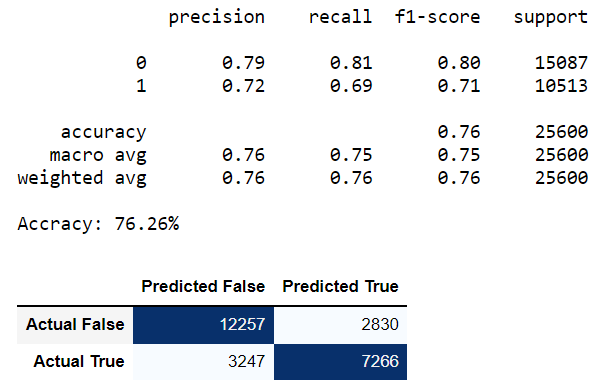 precision recall f1-score support
0 0.79 0.81 0.80 15087
1 0.72 0.69 0.71 10513
accuracy 0.76 25600
macro avg 0.76 0.75 0.75 25600
weighted avg 0.76 0.76 0.76 25600
Accracy: 76.26%
Predicted False Predicted True
Actual False 12257 2830
Actual True 3247 7266